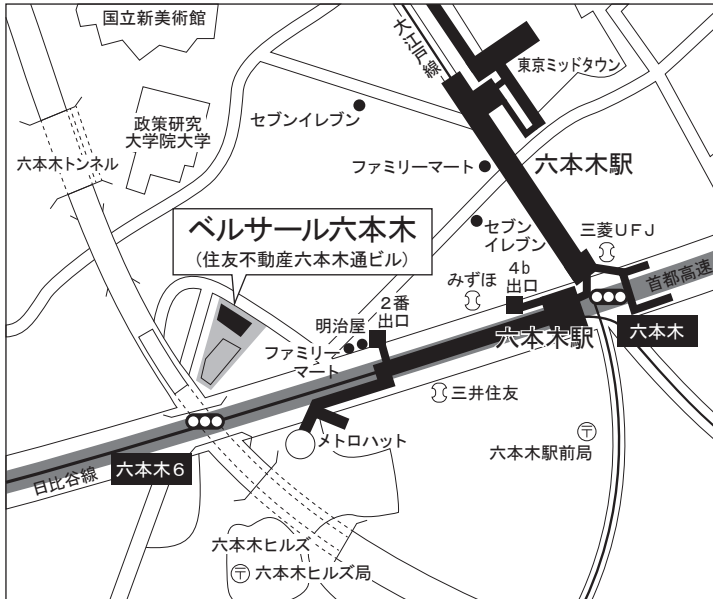 国立新美術館
大江戸線
東京ミッドタウン
政策研究
大学院大学
セブンイレブン
六本木トンネル
ファミリーマート
六本木駅
ベルサール六本木
(住友不動産六本木通ビル)
セブン
イレブン
三菱UFJ
みずほ
4b
出口
首都高速
2番
出口
明治屋
ファミリー
マート
六本木駅
六本木
三井住友
メトロハット
〒
六本木駅前局
六本木6
日比谷線
六本木ヒルズ
〒 六本木ヒルズ局